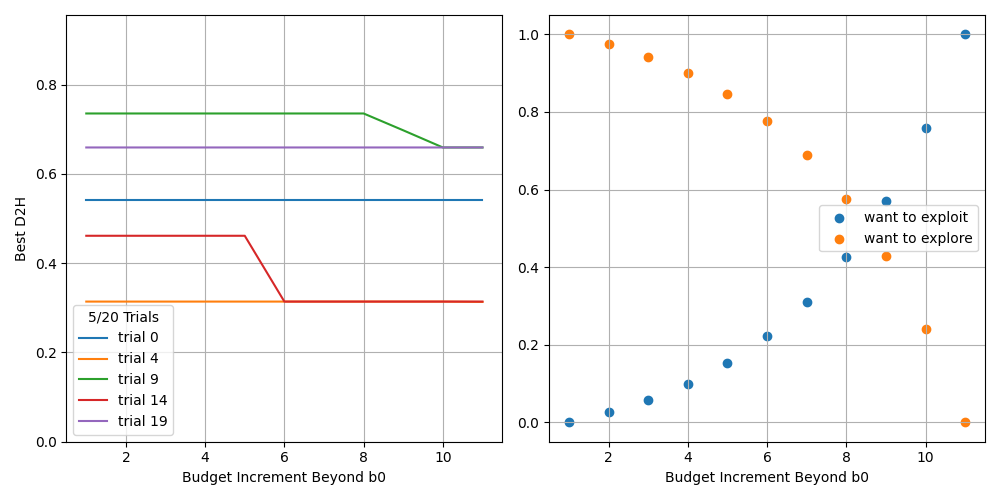 Best D2H
0.8
0.6
0.4
0.2
0.0
5/20 Trials
trial 0
trial 4
trial 9
trial 14
trial 19
2 4 6 8 10
Budget Increment Beyond b0
1.0
0.8
0.6
0.4
0.2
0.0
want to exploit
want to explore
2 4 6 8 10
Budget Increment Beyond b0